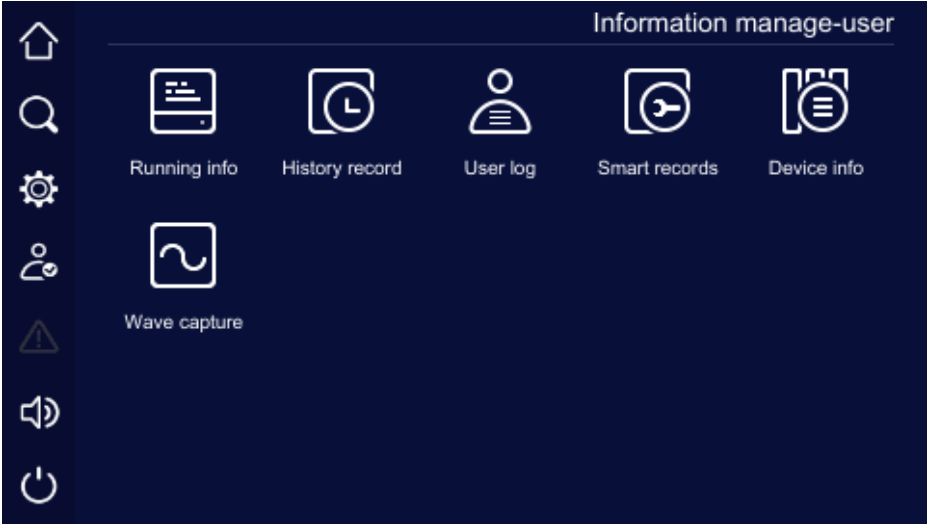 Information manage-user
Running info
History record
User log
Smart records
Device info
Wave capture